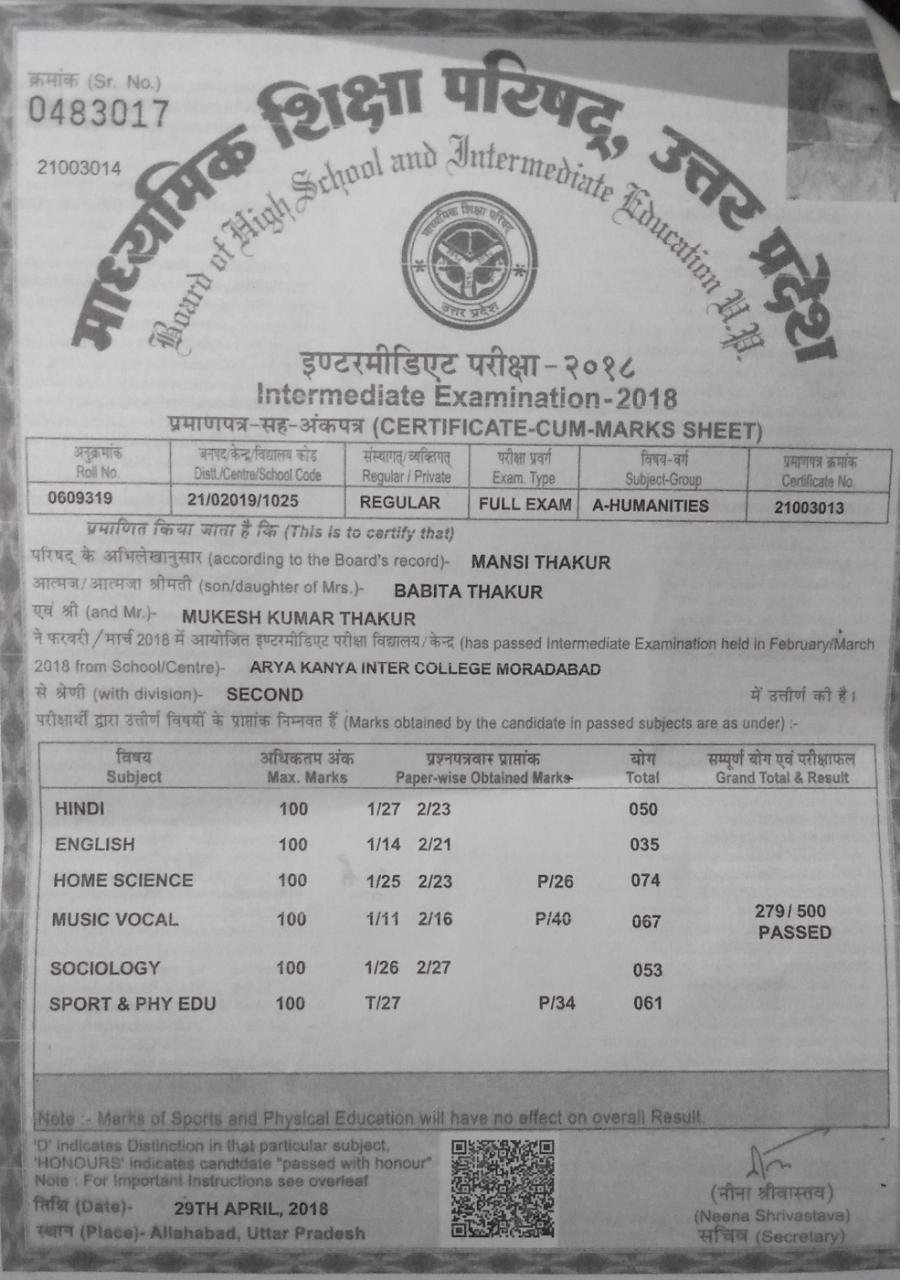 क्रमांक (Sr. No.)
0483017
21003014
माध्यमिक शिक्षा परिषद्, उत्तर प्रदेश
Board of High School and Intermediate Education U.P.
माध्यमिक शिक्षा परिषद्
उत्तर प्रदेश
इण्टरमीडिएट परीक्षा - २०१८
Intermediate Examination-2018
प्रमाणपत्र-सह-अंकपत्र (CERTIFICATE-CUM-MARKS SHEET)
अनुक्रमांक जनपद/केन्द्र/विद्यालय कोड संस्थागत/व्यक्तिगत् परीक्षा प्रवर्ग विषय-वर्ग प्रमाणपत्र क्रमांक
Roll No. Distt./Centre/School Code Regular / Private Exam. Type Subject-Group Certificate No.
0609319 21/02019/1025 REGULAR FULL EXAM A-HUMANITIES 21003013
प्रमाणित किया जाता है कि (This is to certify that)
परिषद् के अभिलेखानुसार (according to the Board's record)- MANSI THAKUR
आत्मज/आत्मजा श्रीमती (son/daughter of Mrs.)- BABITA THAKUR
एवं श्री (and Mr.)- MUKESH KUMAR THAKUR
ने फरवरी/मार्च 2018 में आयोजित इण्टरमीडिएट परीक्षा विद्यालय/केन्द्र (has passed Intermediate Examination held in February/March
2018 from School/Centre)- ARYA KANYA INTER COLLEGE MORADABAD
से श्रेणी (with division)- SECOND में उत्तीर्ण की है।
परीक्षार्थी द्वारा उत्तीर्ण विषयों के प्राप्तांक निम्नवत हैं (Marks obtained by the candidate in passed subjects are as under) :-
विषय अधिकतम अंक प्रश्नपत्रवार प्राप्तांक योग सम्पूर्ण योग एवं परीक्षाफल
Subject Max. Marks Paper-wise Obtained Marks Total Grand Total & Result
HINDI 100 1/27 2/23 050
ENGLISH 100 1/14 2/21 035
HOME SCIENCE 100 1/25 2/23 P/26 074
MUSIC VOCAL 100 1/11 2/16 P/40 067 279/500
PASSED
SOCIOLOGY 100 1/26 2/27 053
SPORT & PHY EDU 100 T/27 P/34 061
Note :- Marks of Sports and Physical Education will have no effect on overall Result.
'D' indicates Distinction in that particular subject,
'HONOURS' indicates candidate "passed with honour"
Note : For Important Instructions see overleaf
तिथि (Date)- 29TH APRIL, 2018
स्थान (Place)- Allahabad, Uttar Pradesh
(नीना श्रीवास्तव)
(Neena Shrivastava)
सचिव (Secretary)